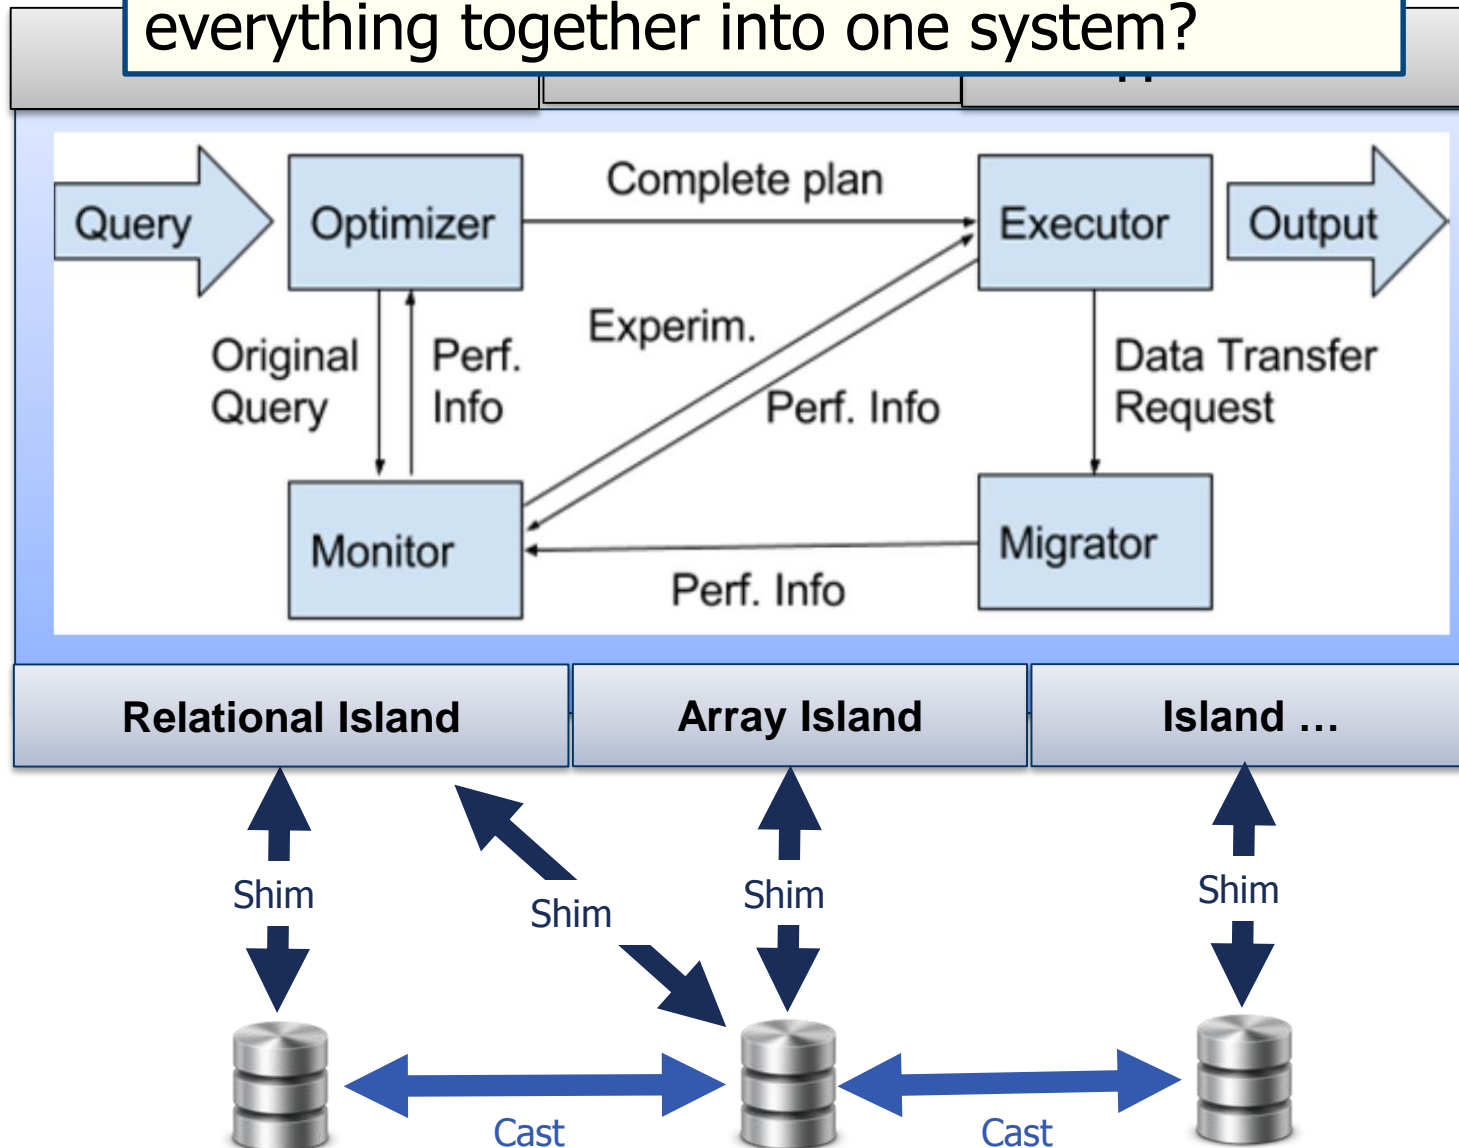 everything together into one system?
Complete plan
Query
Optimizer
Executor
Output
Experim.
Original
Query
Perf.
Info
Perf. Info
Data Transfer
Request
Monitor
Migrator
Perf. Info
Relational Island
Array Island
Island …
Shim
Shim
Shim
Shim
Cast
Cast